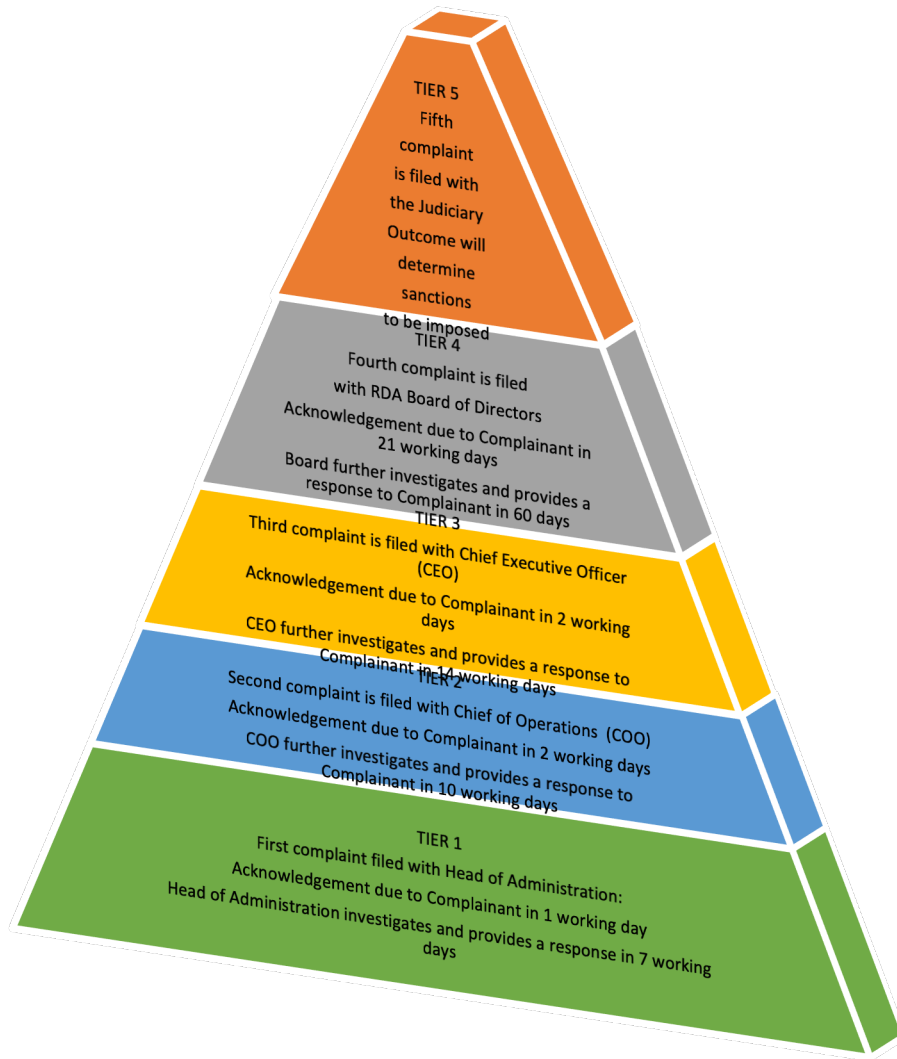 TIER 5
Fifth
complaint
is filed with
the Judiciary
Outcome will
determine
sanctions
to be imposed
TIER 4
Fourth complaint is filed
with RDA Board of Directors
Acknowledgement due to Complainant in
21 working days
Board further investigates and provides a
response to Complainant in 60 days
TIER 3
Third complaint is filed with Chief Executive Officer
(CEO)
Acknowledgement due to Complainant in 2 working
days
CEO further investigates and provides a response to
Complainant in 14 working days
TIER 2
Second complaint is filed with Chief of Operations (COO)
Acknowledgement due to Complainant in 2 working days
COO further investigates and provides a response to
Complainant in 10 working days
TIER 1
First complaint filed with Head of Administration:
Acknowledgement due to Complainant in 1 working day
Head of Administration investigates and provides a response in 7 working
days